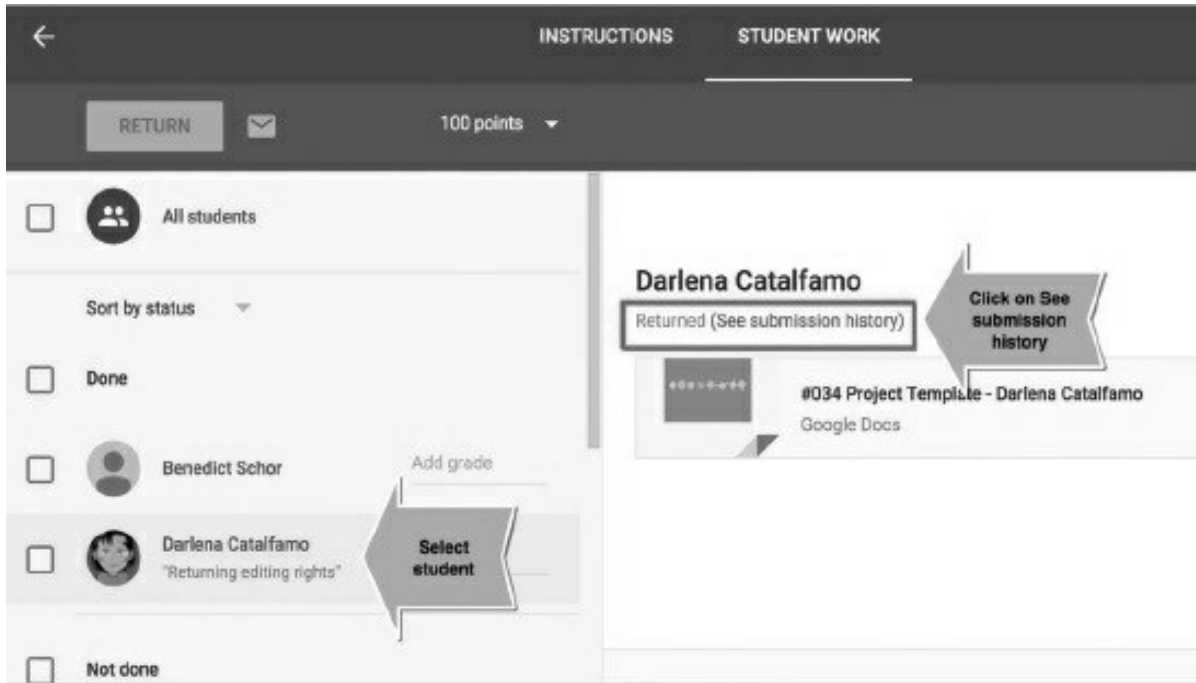 INSTRUCTIONS
STUDENT WORK
RETURN
100 points
All students
Sort by status
Done
Benedict Schor
Add grade
Darlena Catalfamo
"Returning editing rights"
Select
student
Not done
Darlena Catalfamo
Returned (See submission history)
Click on See
submission
history
#034 Project Template - Darlena Catalfamo
Google Docs